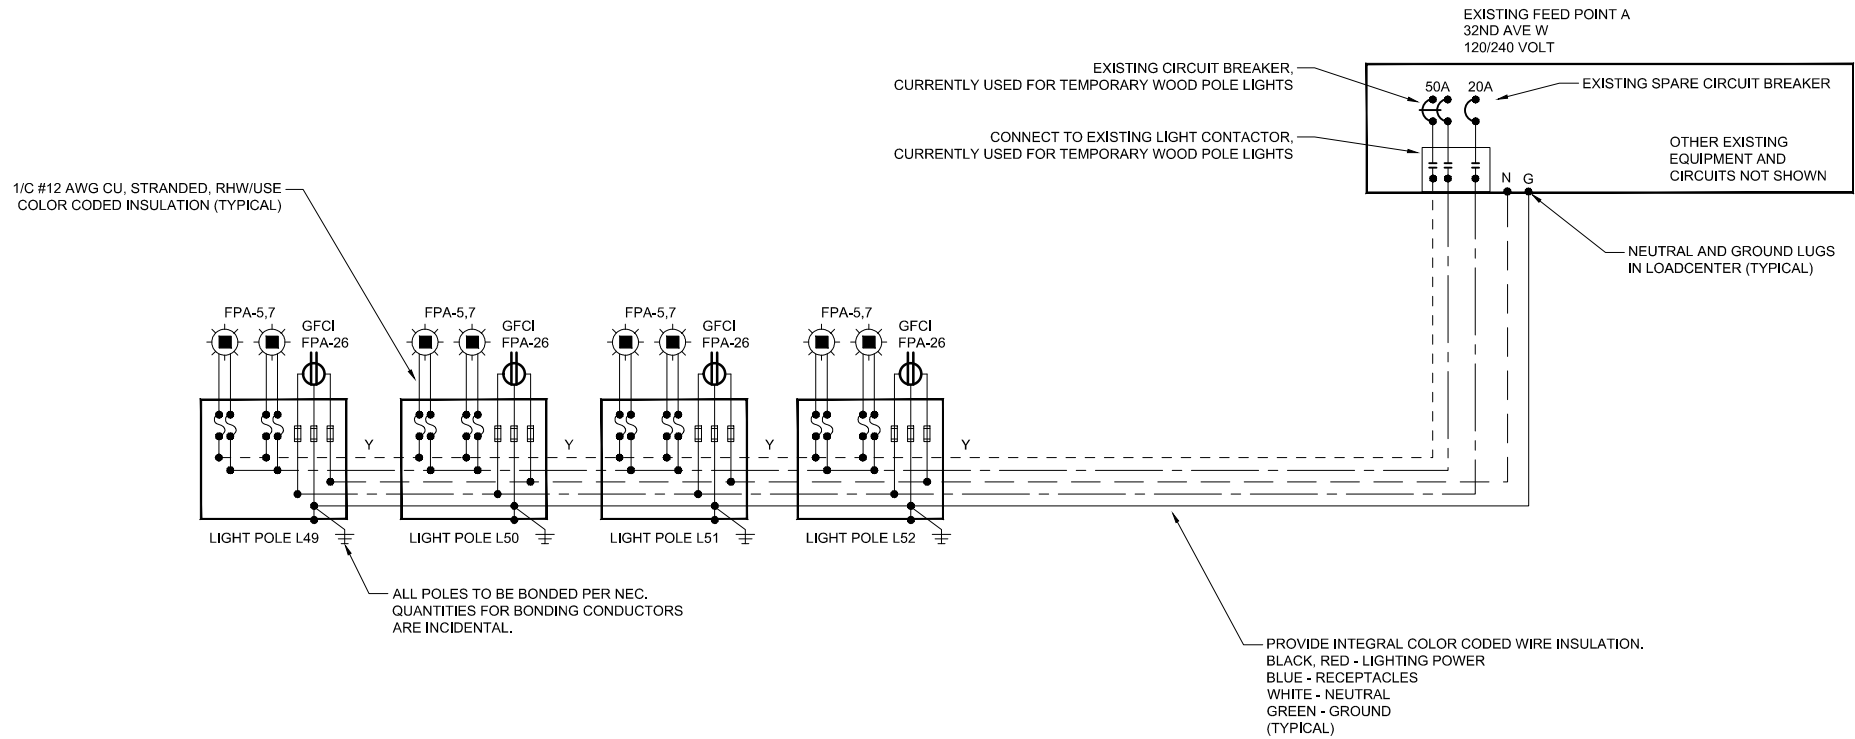 EXISTING FEED POINT A
32ND AVE W
120/240 VOLT
EXISTING CIRCUIT BREAKER,
CURRENTLY USED FOR TEMPORARY WOOD POLE LIGHTS
50A
20A
EXISTING SPARE CIRCUIT BREAKER
CONNECT TO EXISTING LIGHT CONTACTOR,
CURRENTLY USED FOR TEMPORARY WOOD POLE LIGHTS
OTHER EXISTING
EQUIPMENT AND
CIRCUITS NOT SHOWN
N
G
1/C #12 AWG CU, STRANDED, RHW/USE
COLOR CODED INSULATION (TYPICAL)
NEUTRAL AND GROUND LUGS
IN LOADCENTER (TYPICAL)
FPA-5,7
GFCI
FPA-26
FPA-5,7
GFCI
FPA-26
FPA-5,7
GFCI
FPA-26
FPA-5,7
GFCI
FPA-26
Y
Y
Y
Y
LIGHT POLE L49
LIGHT POLE L50
LIGHT POLE L51
LIGHT POLE L52
ALL POLES TO BE BONDED PER NEC.
QUANTITIES FOR BONDING CONDUCTORS
ARE INCIDENTAL.
PROVIDE INTEGRAL COLOR CODED WIRE INSULATION.
BLACK, RED - LIGHTING POWER
BLUE - RECEPTACLES
WHITE - NEUTRAL
GREEN - GROUND
(TYPICAL)